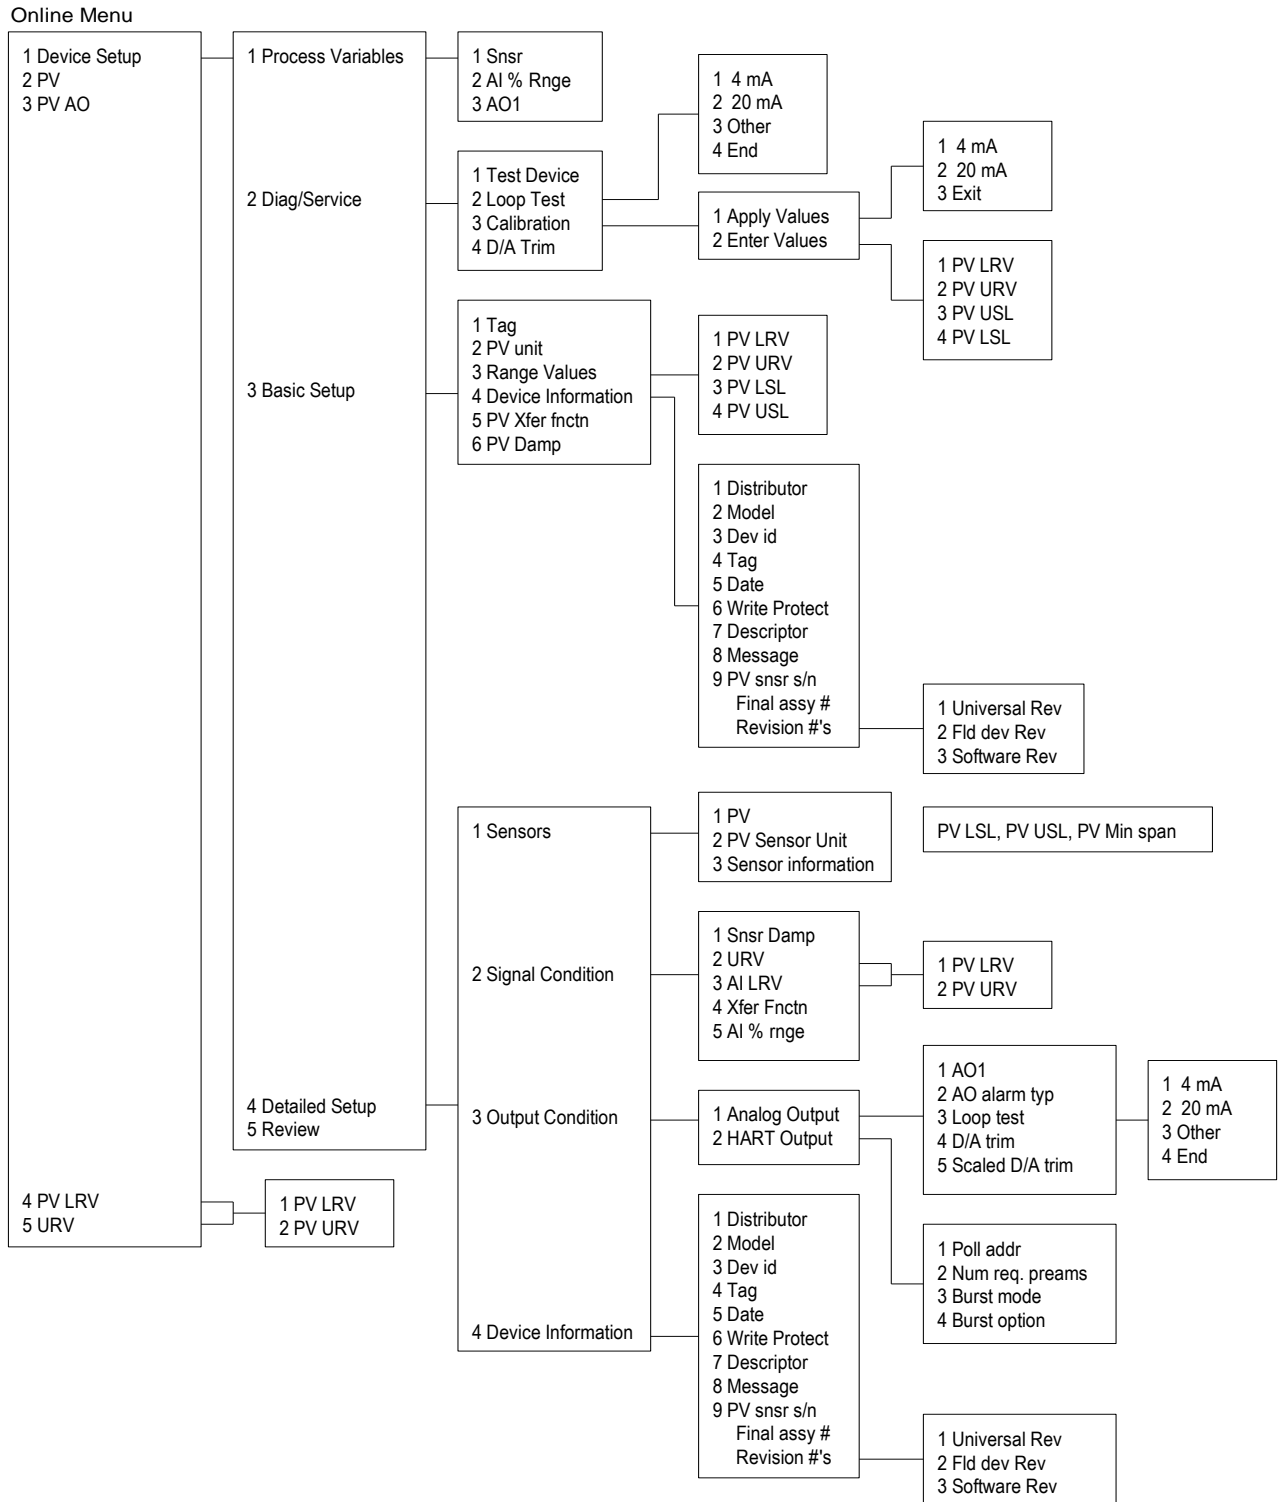 Online Menu
1 Device Setup
2 PV
3 PV AO
4 PV LRV
5 URV
1 PV LRV
2 PV URV
1 Process Variables
2 Diag/Service
3 Basic Setup
4 Detailed Setup
5 Review
1 Snsr
2 AI % Rnge
3 AO1
1 Test Device
2 Loop Test
3 Calibration
4 D/A Trim
1 4 mA
2 20 mA
3 Other
4 End
1 Apply Values
2 Enter Values
1 4 mA
2 20 mA
3 Exit
1 PV LRV
2 PV URV
3 PV USL
4 PV LSL
1 Tag
2 PV unit
3 Range Values
4 Device Information
5 PV Xfer fnctn
6 PV Damp
1 PV LRV
2 PV URV
3 PV LSL
4 PV USL
1 Distributor
2 Model
3 Dev id
4 Tag
5 Date
6 Write Protect
7 Descriptor
8 Message
9 PV snsr s/n
Final assy #
Revision #'s
1 Universal Rev
2 Fld dev Rev
3 Software Rev
1 Sensors
2 Signal Condition
3 Output Condition
4 Device Information
1 PV
2 PV Sensor Unit
3 Sensor information
PV LSL, PV USL, PV Min span
1 Snsr Damp
2 URV
3 AI LRV
4 Xfer Fnctn
5 AI % rnge
1 PV LRV
2 PV URV
1 Analog Output
2 HART Output
1 AO1
2 AO alarm typ
3 Loop test
4 D/A trim
5 Scaled D/A trim
1 4 mA
2 20 mA
3 Other
4 End
1 Poll addr
2 Num req. preams
3 Burst mode
4 Burst option
1 Distributor
2 Model
3 Dev id
4 Tag
5 Date
6 Write Protect
7 Descriptor
8 Message
9 PV snsr s/n
Final assy #
Revision #'s
1 Universal Rev
2 Fld dev Rev
3 Software Rev